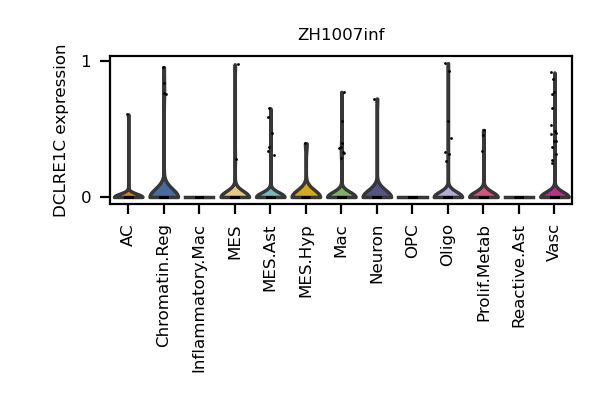 ZH1007inf
DCLRE1C expression
1
0
AC
Chromatin.Reg
Inflammatory.Mac
MES
MES.Ast
MES.Hyp
Mac
Neuron
OPC
Oligo
Prolif.Metab
Reactive.Ast
Vasc